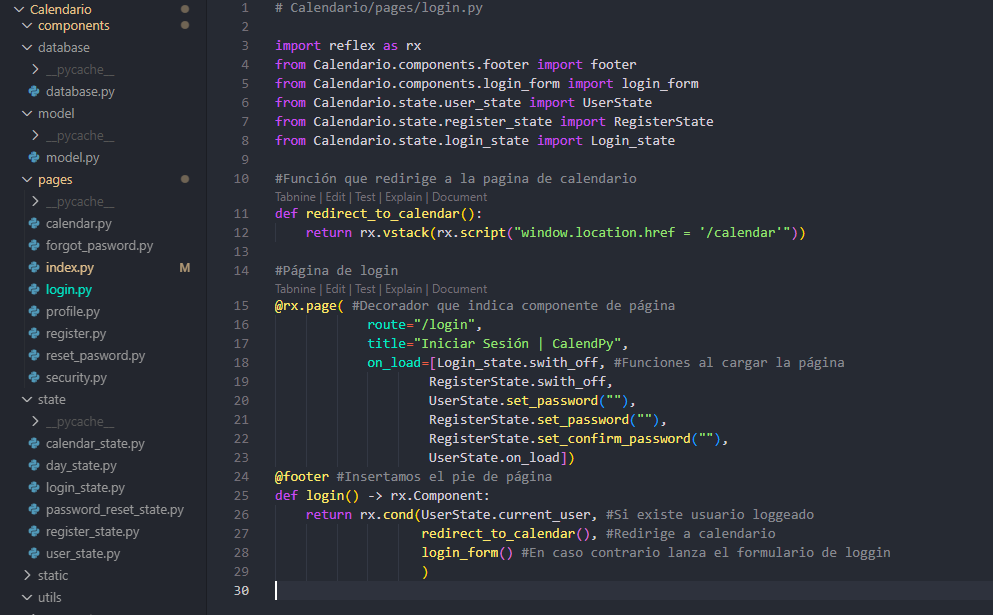 Calendario
components
database
__pycache__
database.py
model
__pycache__
model.py
pages
__pycache__
calendar.py
forgot_pasword.py
index.py M
login.py
profile.py
register.py
reset_pasword.py
security.py
state
__pycache__
calendar_state.py
day_state.py
login_state.py
password_reset_state.py
register_state.py
user_state.py
static
utils
1 # Calendario/pages/login.py
2
3 import reflex as rx
4 from Calendario.components.footer import footer
5 from Calendario.components.login_form import login_form
6 from Calendario.state.user_state import UserState
7 from Calendario.state.register_state import RegisterState
8 from Calendario.state.login_state import Login_state
9
10 #Función que redirige a la pagina de calendario
Tabnine | Edit | Test | Explain | Document
11 def redirect_to_calendar():
12 return rx.vstack(rx.script("window.location.href = '/calendar'"))
13
14 #Página de login
Tabnine | Edit | Test | Explain | Document
15 @rx.page( #Decorador que indica componente de página
16 route="/login",
17 title="Iniciar Sesión | CalendPy",
18 on_load=[Login_state.swith_off, #Funciones al cargar la página
19 RegisterState.swith_off,
20 UserState.set_password(""),
21 RegisterState.set_password(""),
22 RegisterState.set_confirm_password(""),
23 UserState.on_load])
24 @footer #Insertamos el pie de página
25 def login() -> rx.Component:
26 return rx.cond(UserState.current_user, #Si existe usuario loggeado
27 redirect_to_calendar(), #Redirige a calendario
28 login_form() #En caso contrario lanza el formulario de loggin
29 )
30